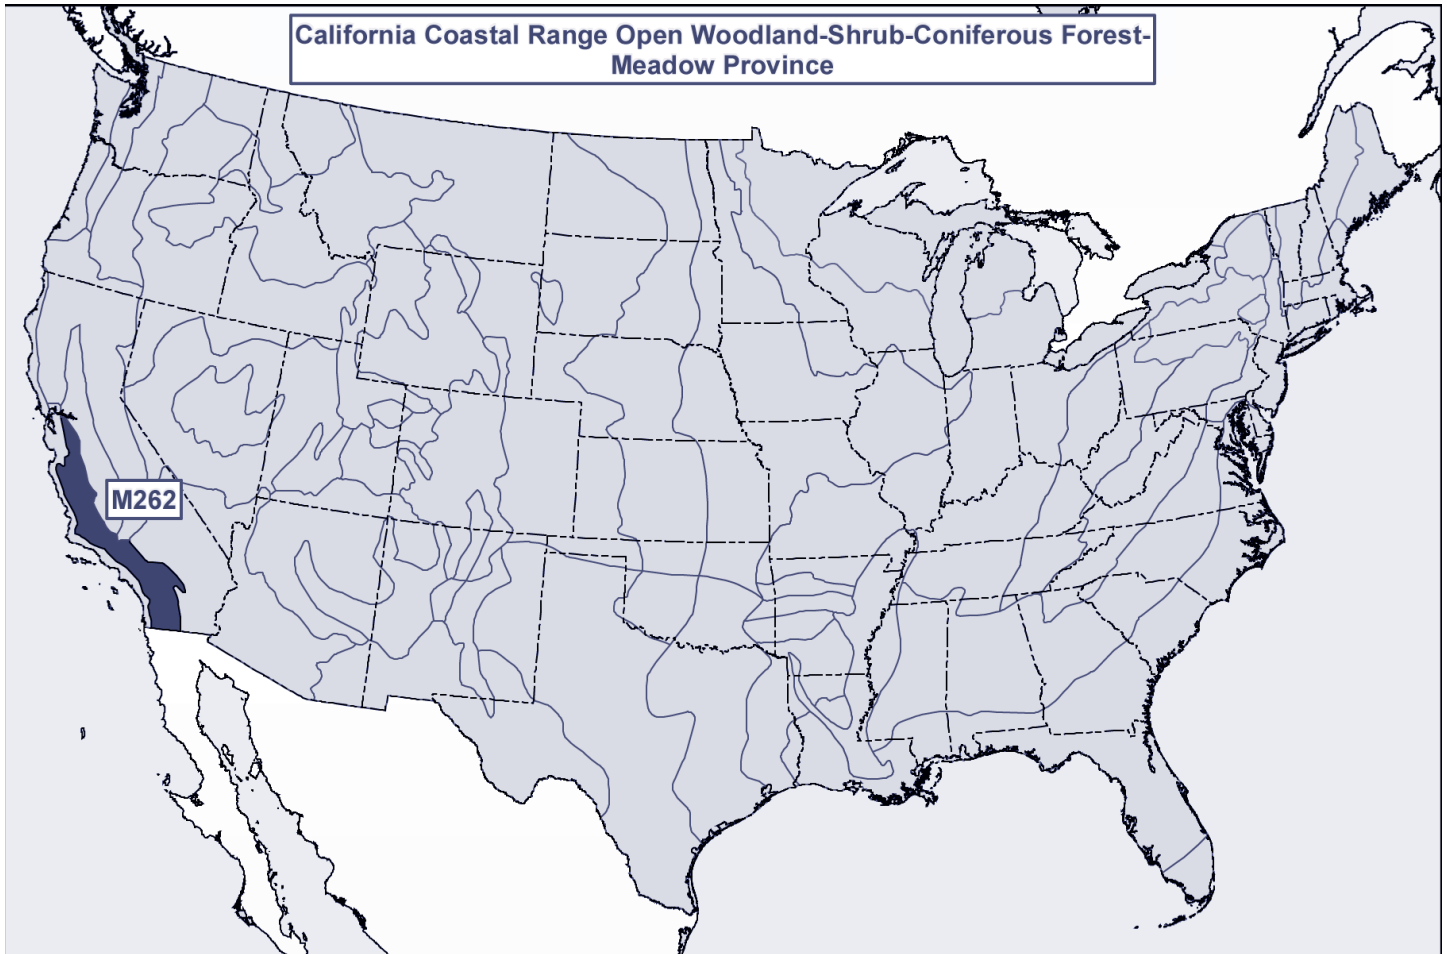 California Coastal Range Open Woodland-Shrub-Coniferous Forest-
Meadow Province
M262